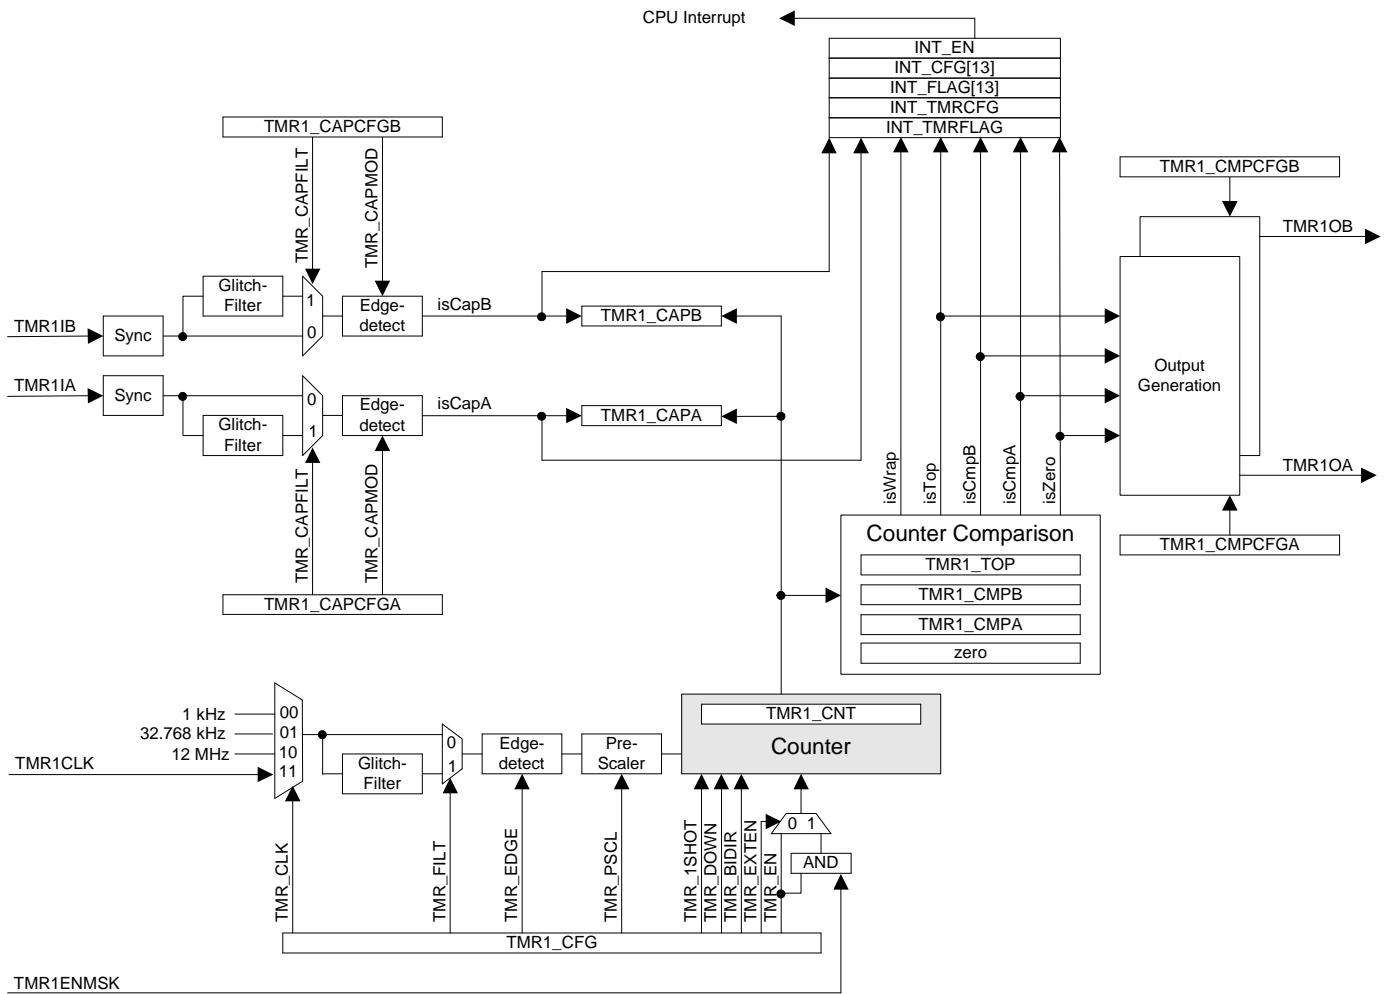 CPU Interrupt
INT_EN
INT_CFG[13]
INT_FLAG[13]
INT_TMRCFG
INT_TMRFLAG
TMR1_CAPCFGB
TMR_CAPFILT
TMR_CAPMOD
TMR1_CMPCFGB
TMR1OB
Glitch-
Filter
1
0
Edge-
detect
isCapB
TMR1_CAPB
TMR1IB
Sync
TMR1IA
Sync
0
1
Glitch-
Filter
Edge-
detect
isCapA
TMR1_CAPA
Output
Generation
TMR1OA
TMR_CAPFILT
TMR_CAPMOD
TMR1_CAPCFGA
isWrap
isTop
isCmpB
isCmpA
isZero
TMR1_CMPCFGA
Counter Comparison
TMR1_TOP
TMR1_CMPB
TMR1_CMPA
zero
1 kHz
32.768 kHz
12 MHz
TMR1CLK
00
01
10
11
Glitch-
Filter
0
1
Edge-
detect
Pre-
Scaler
TMR1_CNT
Counter
TMR_CLK
TMR_FILT
TMR_EDGE
TMR_PSCL
TMR_1SHOT
TMR_DOWN
TMR_BIDIR
TMR_EXTEN
TMR_EN
0 1
AND
TMR1_CFG
TMR1ENMSK